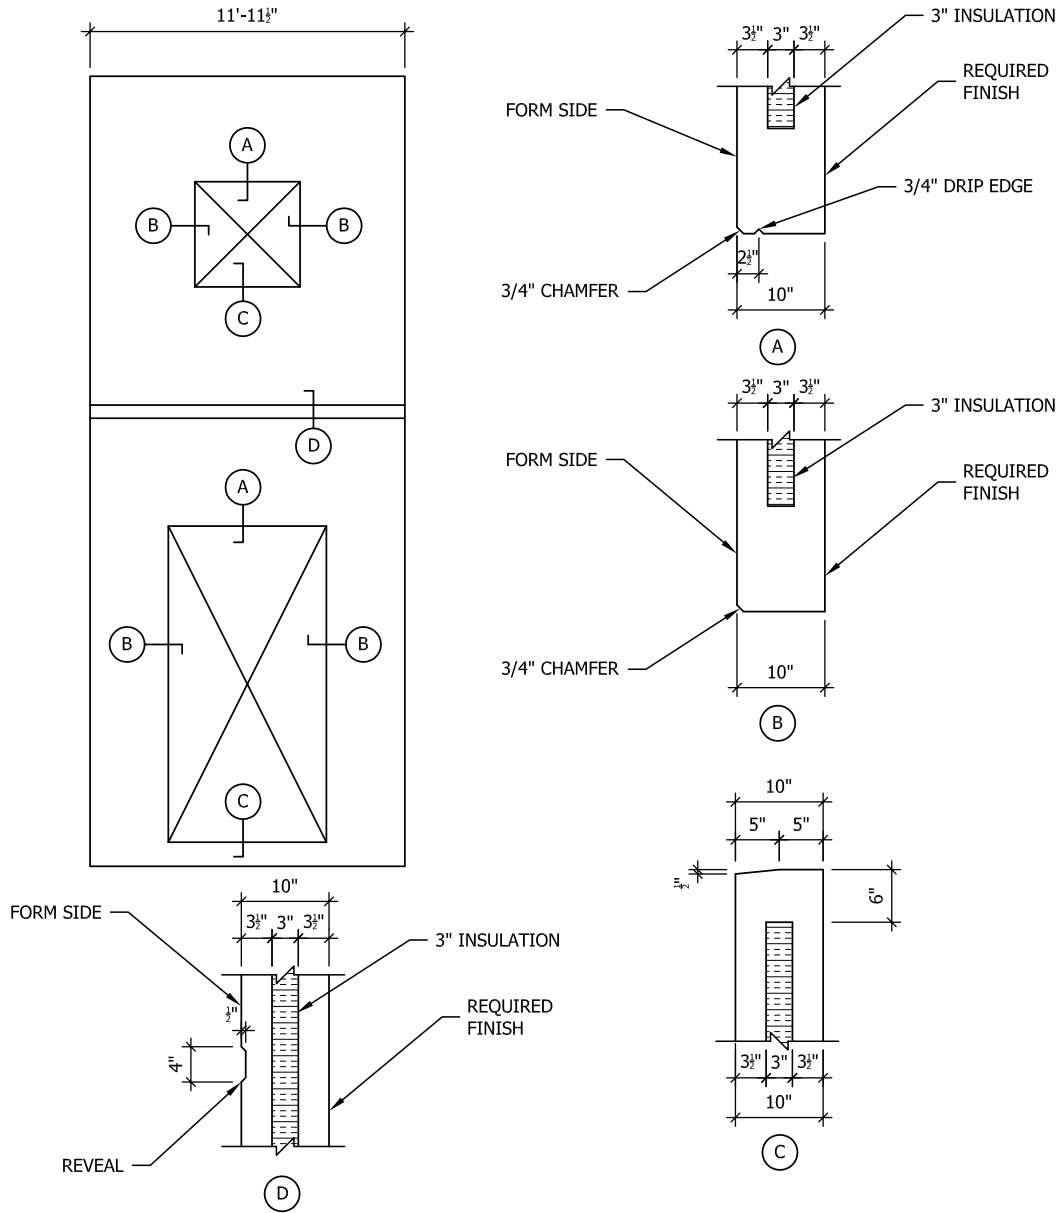 11'-11½"
A
B
B
C
D
A
B
B
C
3½" 3" 3½"
3" INSULATION
REQUIRED
FINISH
FORM SIDE
3/4" DRIP EDGE
2½"
3/4" CHAMFER
10"
A
3½" 3" 3½"
3" INSULATION
FORM SIDE
REQUIRED
FINISH
3/4" CHAMFER
10"
B
10"
5" 5"
½"
6"
3½" 3" 3½"
10"
C
10"
FORM SIDE
3½" 3" 3½"
3" INSULATION
½"
REQUIRED
FINISH
4"
REVEAL
D